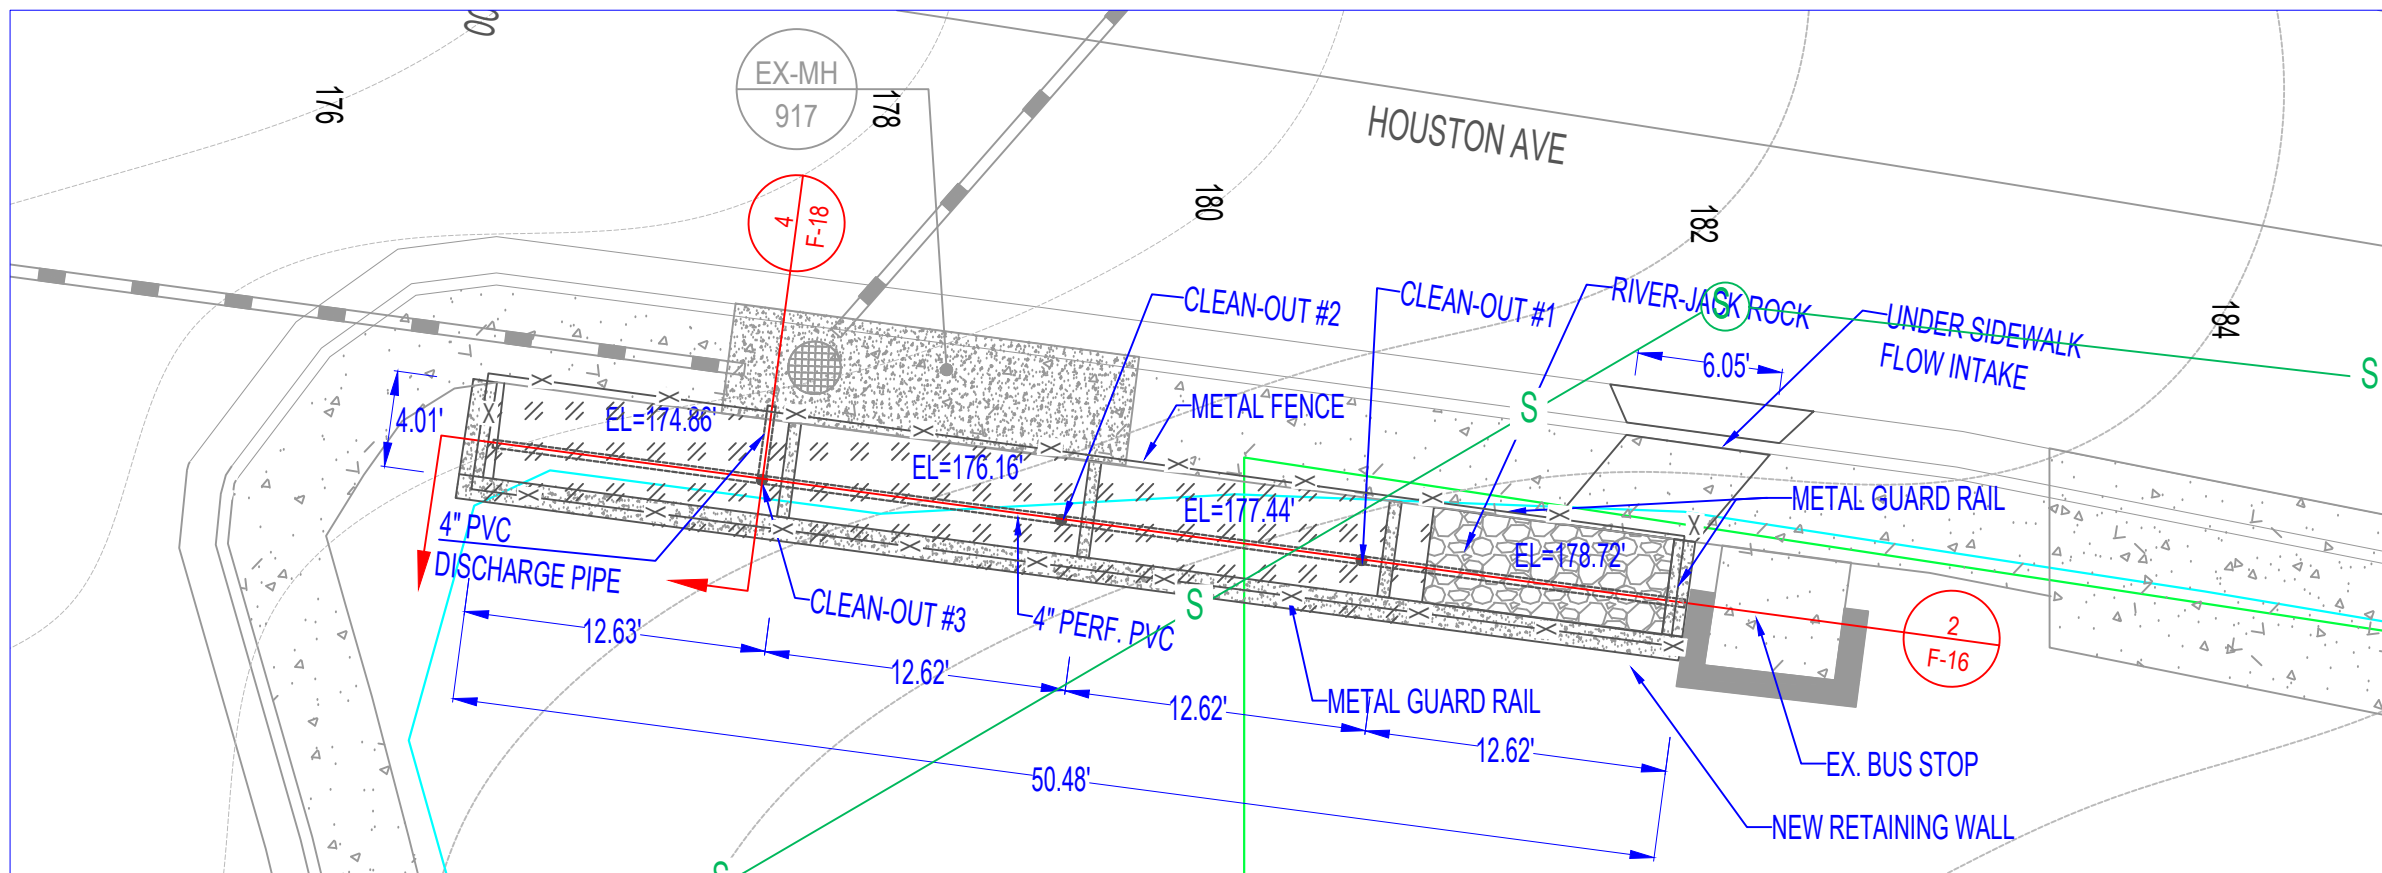 00
176
EX-MH
917
178
HOUSTON AVE
180
182
184
4
F-18
CLEAN-OUT #2
CLEAN-OUT #1
RIVER-JACK ROCK
S
UNDER SIDEWALK
FLOW INTAKE
6.05'
S
S
4.01'
EL=174.86'
METAL FENCE
EL=176.16'
EL=177.44'
METAL GUARD RAIL
EL=178.72'
4" PVC
DISCHARGE PIPE
CLEAN-OUT #3
4" PERF. PVC
S
12.63'
12.62'
12.62'
12.62'
50.48'
METAL GUARD RAIL
2
F-16
EX. BUS STOP
NEW RETAINING WALL
S